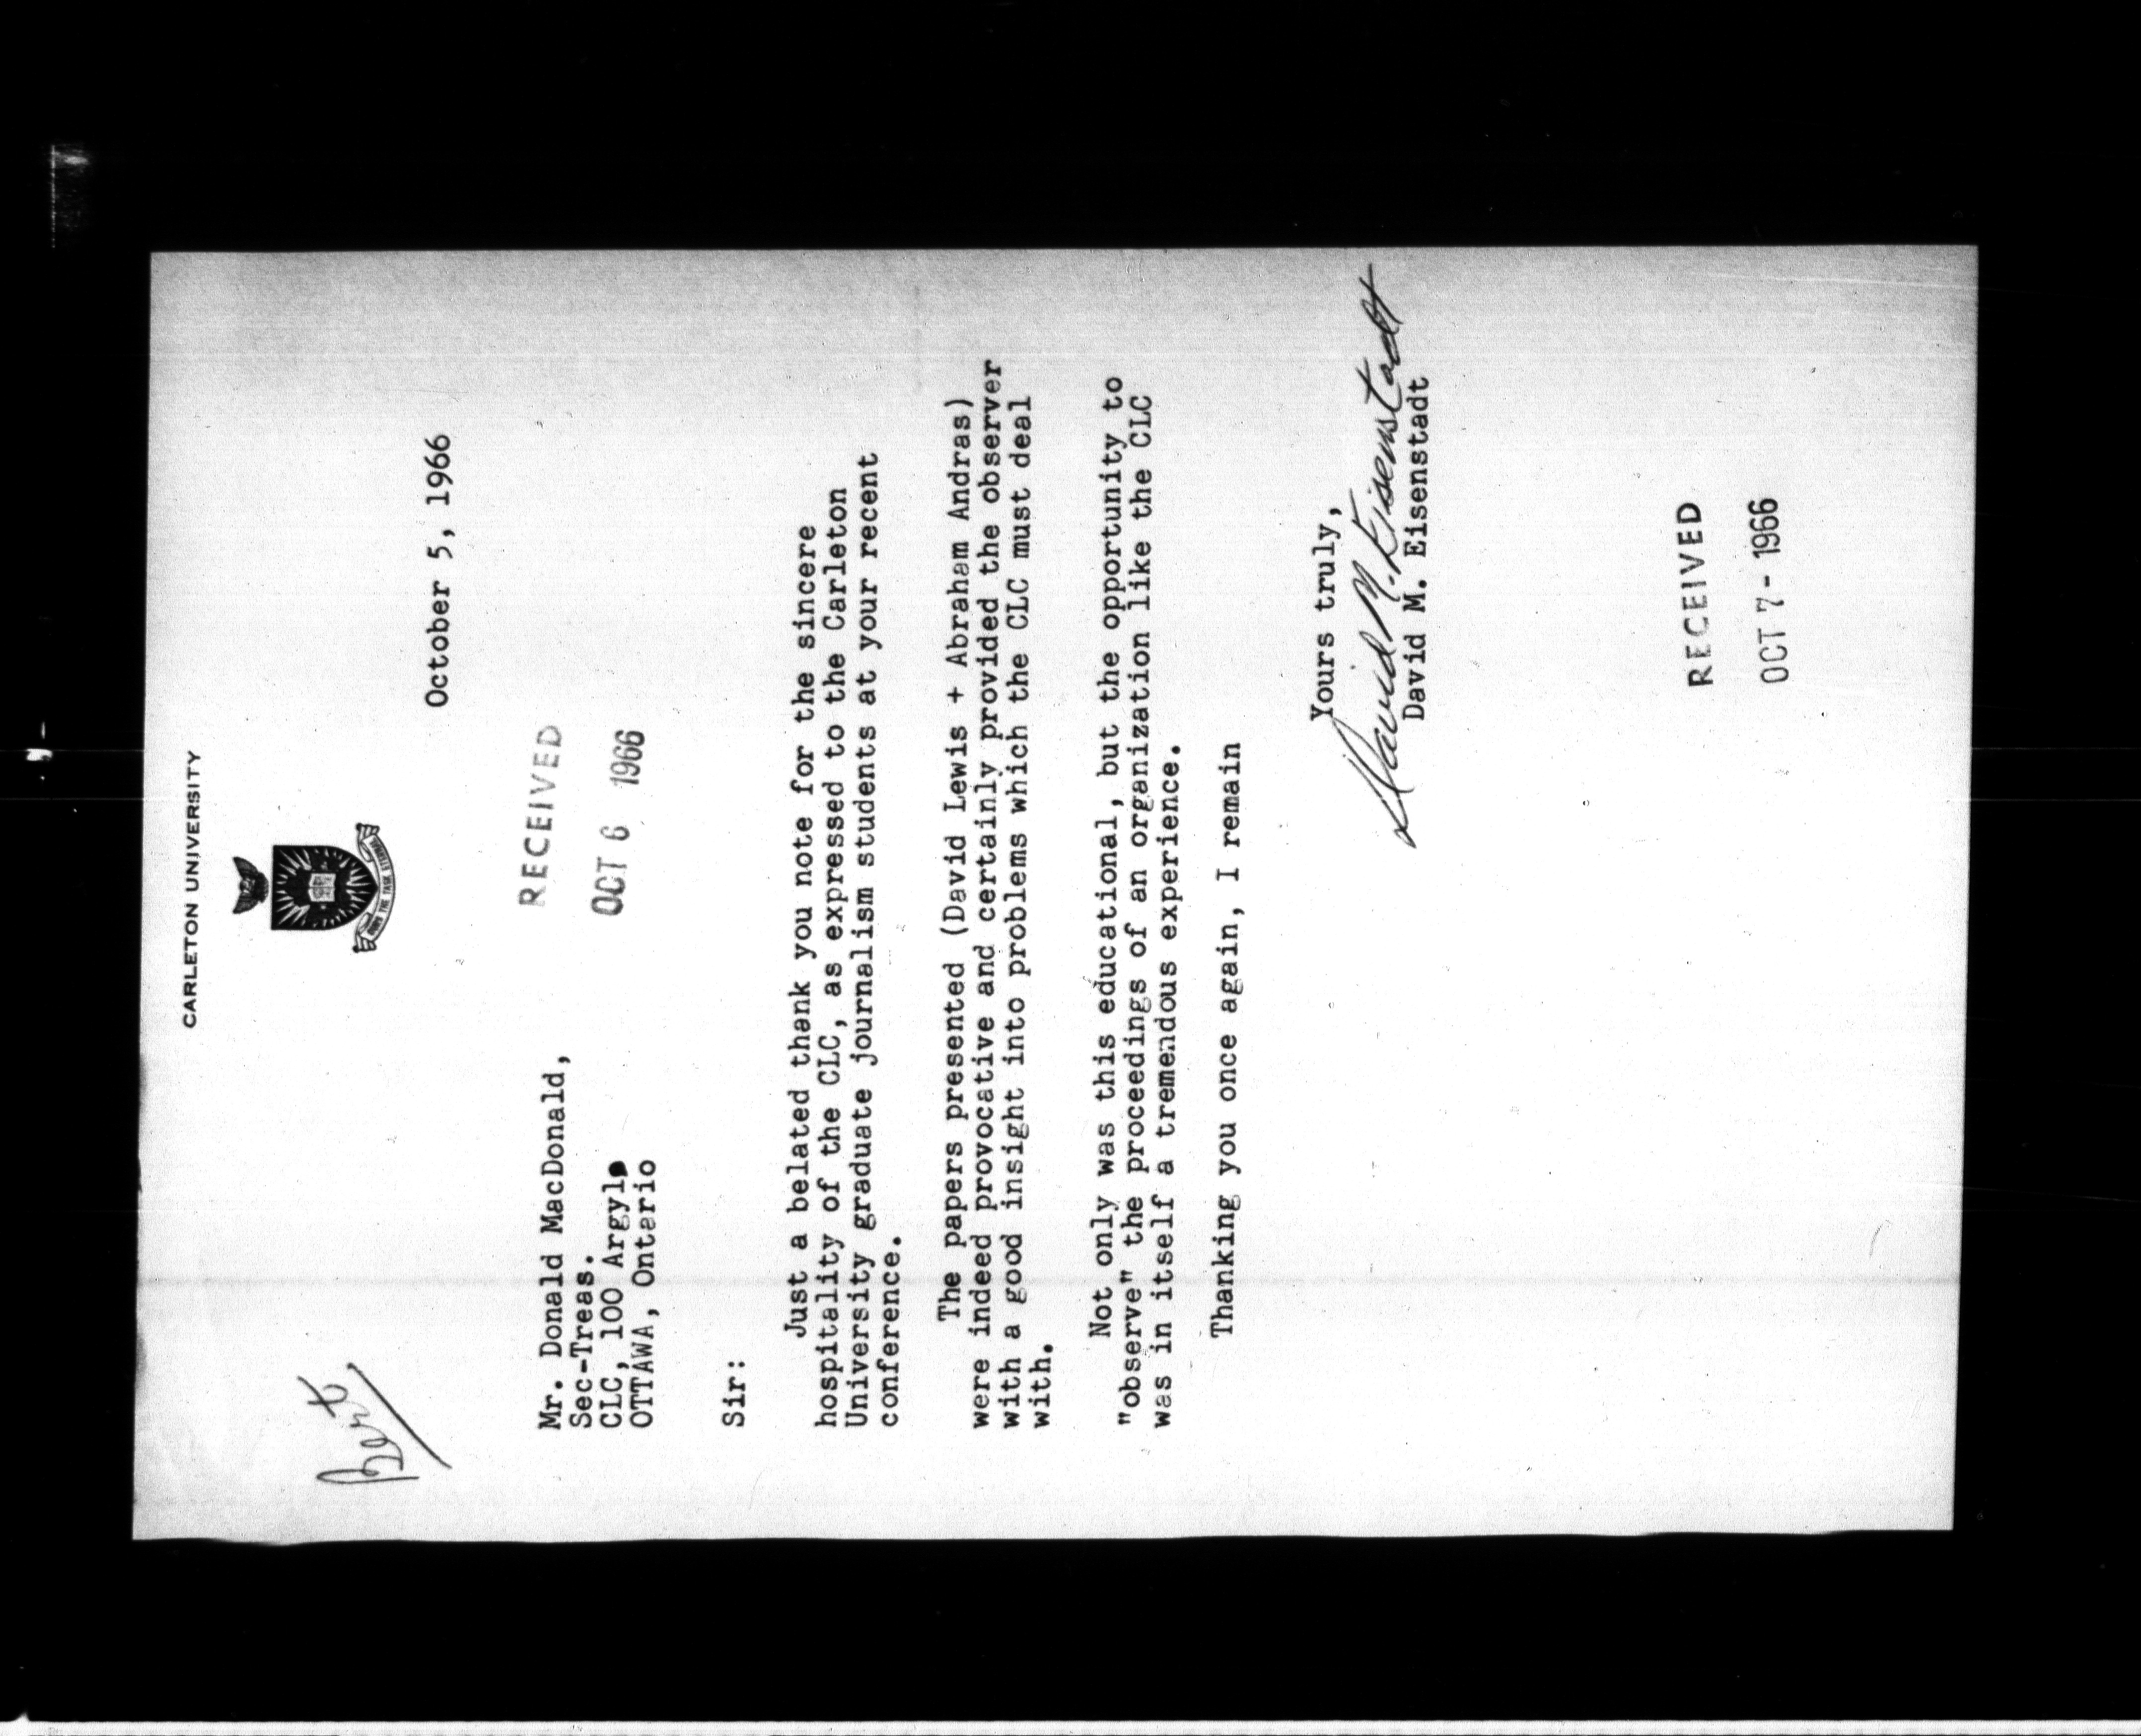 CARLETON UNIVERSITY
OURS THE TASK ETERNAL
Bert
October 5, 1966
RECEIVED
OCT 6 1966
Mr. Donald MacDonald,
Sec-Treas.
CLC, 100 Argyle
OTTAWA, Ontario
Sir:
Just a belated thank you note for the sincere
hospitality of the CLC, as expressed to the Carleton
University graduate journalism students at your recent
conference.
The papers presented (David Lewis + Abraham Andras)
were indeed provocative and certainly provided the observer
with a good insight into problems which the CLC must deal
with.
Not only was this educational, but the opportunity to
"observe" the proceedings of an organization like the CLC
was in itself a tremendous experience.
Thanking you once again, I remain
Yours truly,
David M. Eisenstadt
David M. Eisenstadt
RECEIVED
OCT 7 - 1966